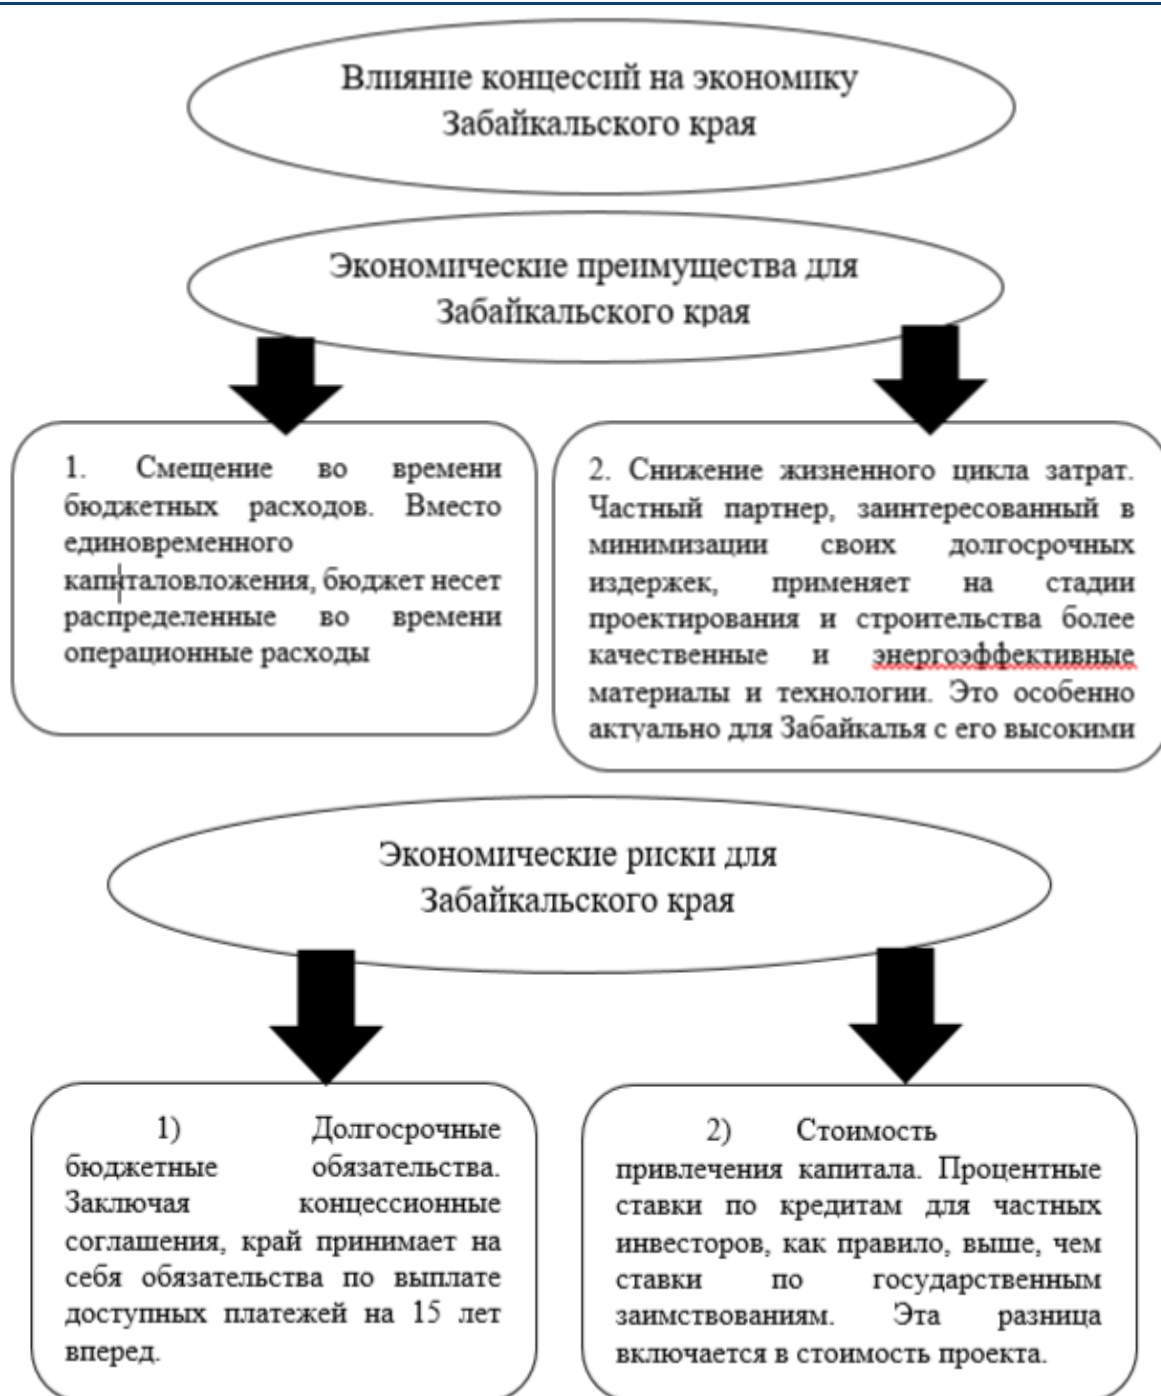 Влияние концессий на экономику
Забайкальского края
Экономические преимущества для
Забайкальского края
1. Смещение во времени
бюджетных расходов. Вместо
единовременного
капиталовложения, бюджет несет
распределенные во времени
операционные расходы
2. Снижение жизненного цикла затрат.
Частный партнер, заинтересованный в
минимизации своих долгосрочных
издержек, применяет на стадии
проектирования и строительства более
качественные и энергоэффективные
материалы и технологии. Это особенно
актуально для Забайкалья с его высокими
Экономические риски для
Забайкальского края
1) Долгосрочные
бюджетные обязательства.
Заключая концессионные
соглашения, край принимает на
себя обязательства по выплате
доступных платежей на 15 лет
вперед.
2) Стоимость
привлечения капитала. Процентные
ставки по кредитам для частных
инвесторов, как правило, выше, чем
ставки по государственным
заимствованиям. Эта разница
включается в стоимость проекта.